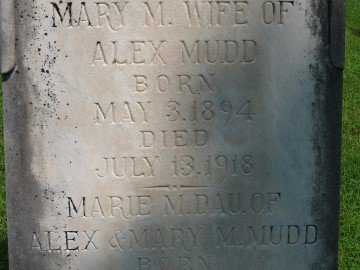 MARY M. WIFE OF
ALEX MUDD
BORN
MAY 3.1894
DIED
JULY 13,1918
MARIE M. DAU. OF
ALEX & MARY M. MUDD
BORN